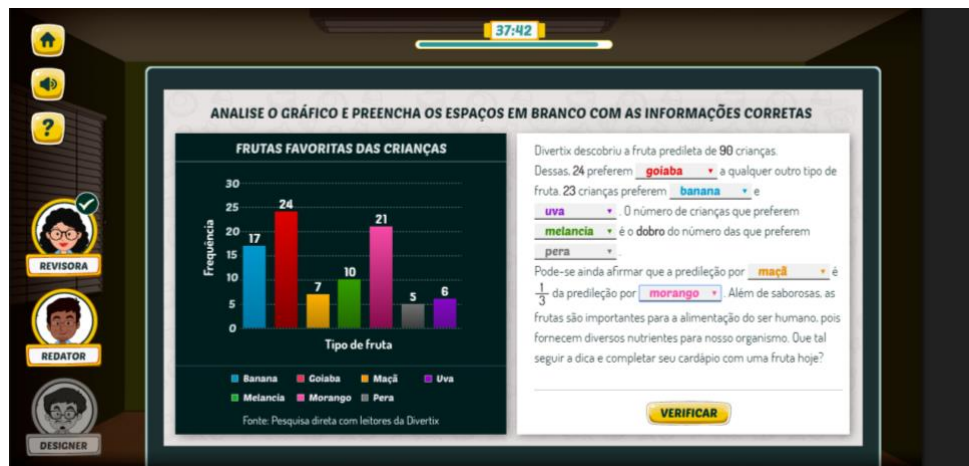 37:42
?
REVISORA
REDATOR
DESIGNER
ANALISE O GRÁFICO E PREENCHA OS ESPAÇOS EM BRANCO COM AS INFORMAÇÕES CORRETAS
FRUTAS FAVORITAS DAS CRIANÇAS
Frequência
30
25
20
15
10
5
0
17
24
7
10
21
5
6
Tipo de fruta
Banana Goiaba Maçã Uva
Melancia Morango Pera
Fonte: Pesquisa direta com leitores da Divertix
Divertix descobriu a fruta predileta de 90 crianças.
Dessas, 24 preferem goiaba a qualquer outro tipo de
fruta. 23 crianças preferem banana e
uva . O número de crianças que preferem
melancia é o dobro do número das que preferem
pera .
Pode-se ainda afirmar que a predileção por maçã é
1/3 da predileção por morango . Além de saborosas, as
frutas são importantes para a alimentação do ser humano, pois
fornecem diversos nutrientes para nosso organismo. Que tal
seguir a dica e completar seu cardápio com uma fruta hoje?
VERIFICAR